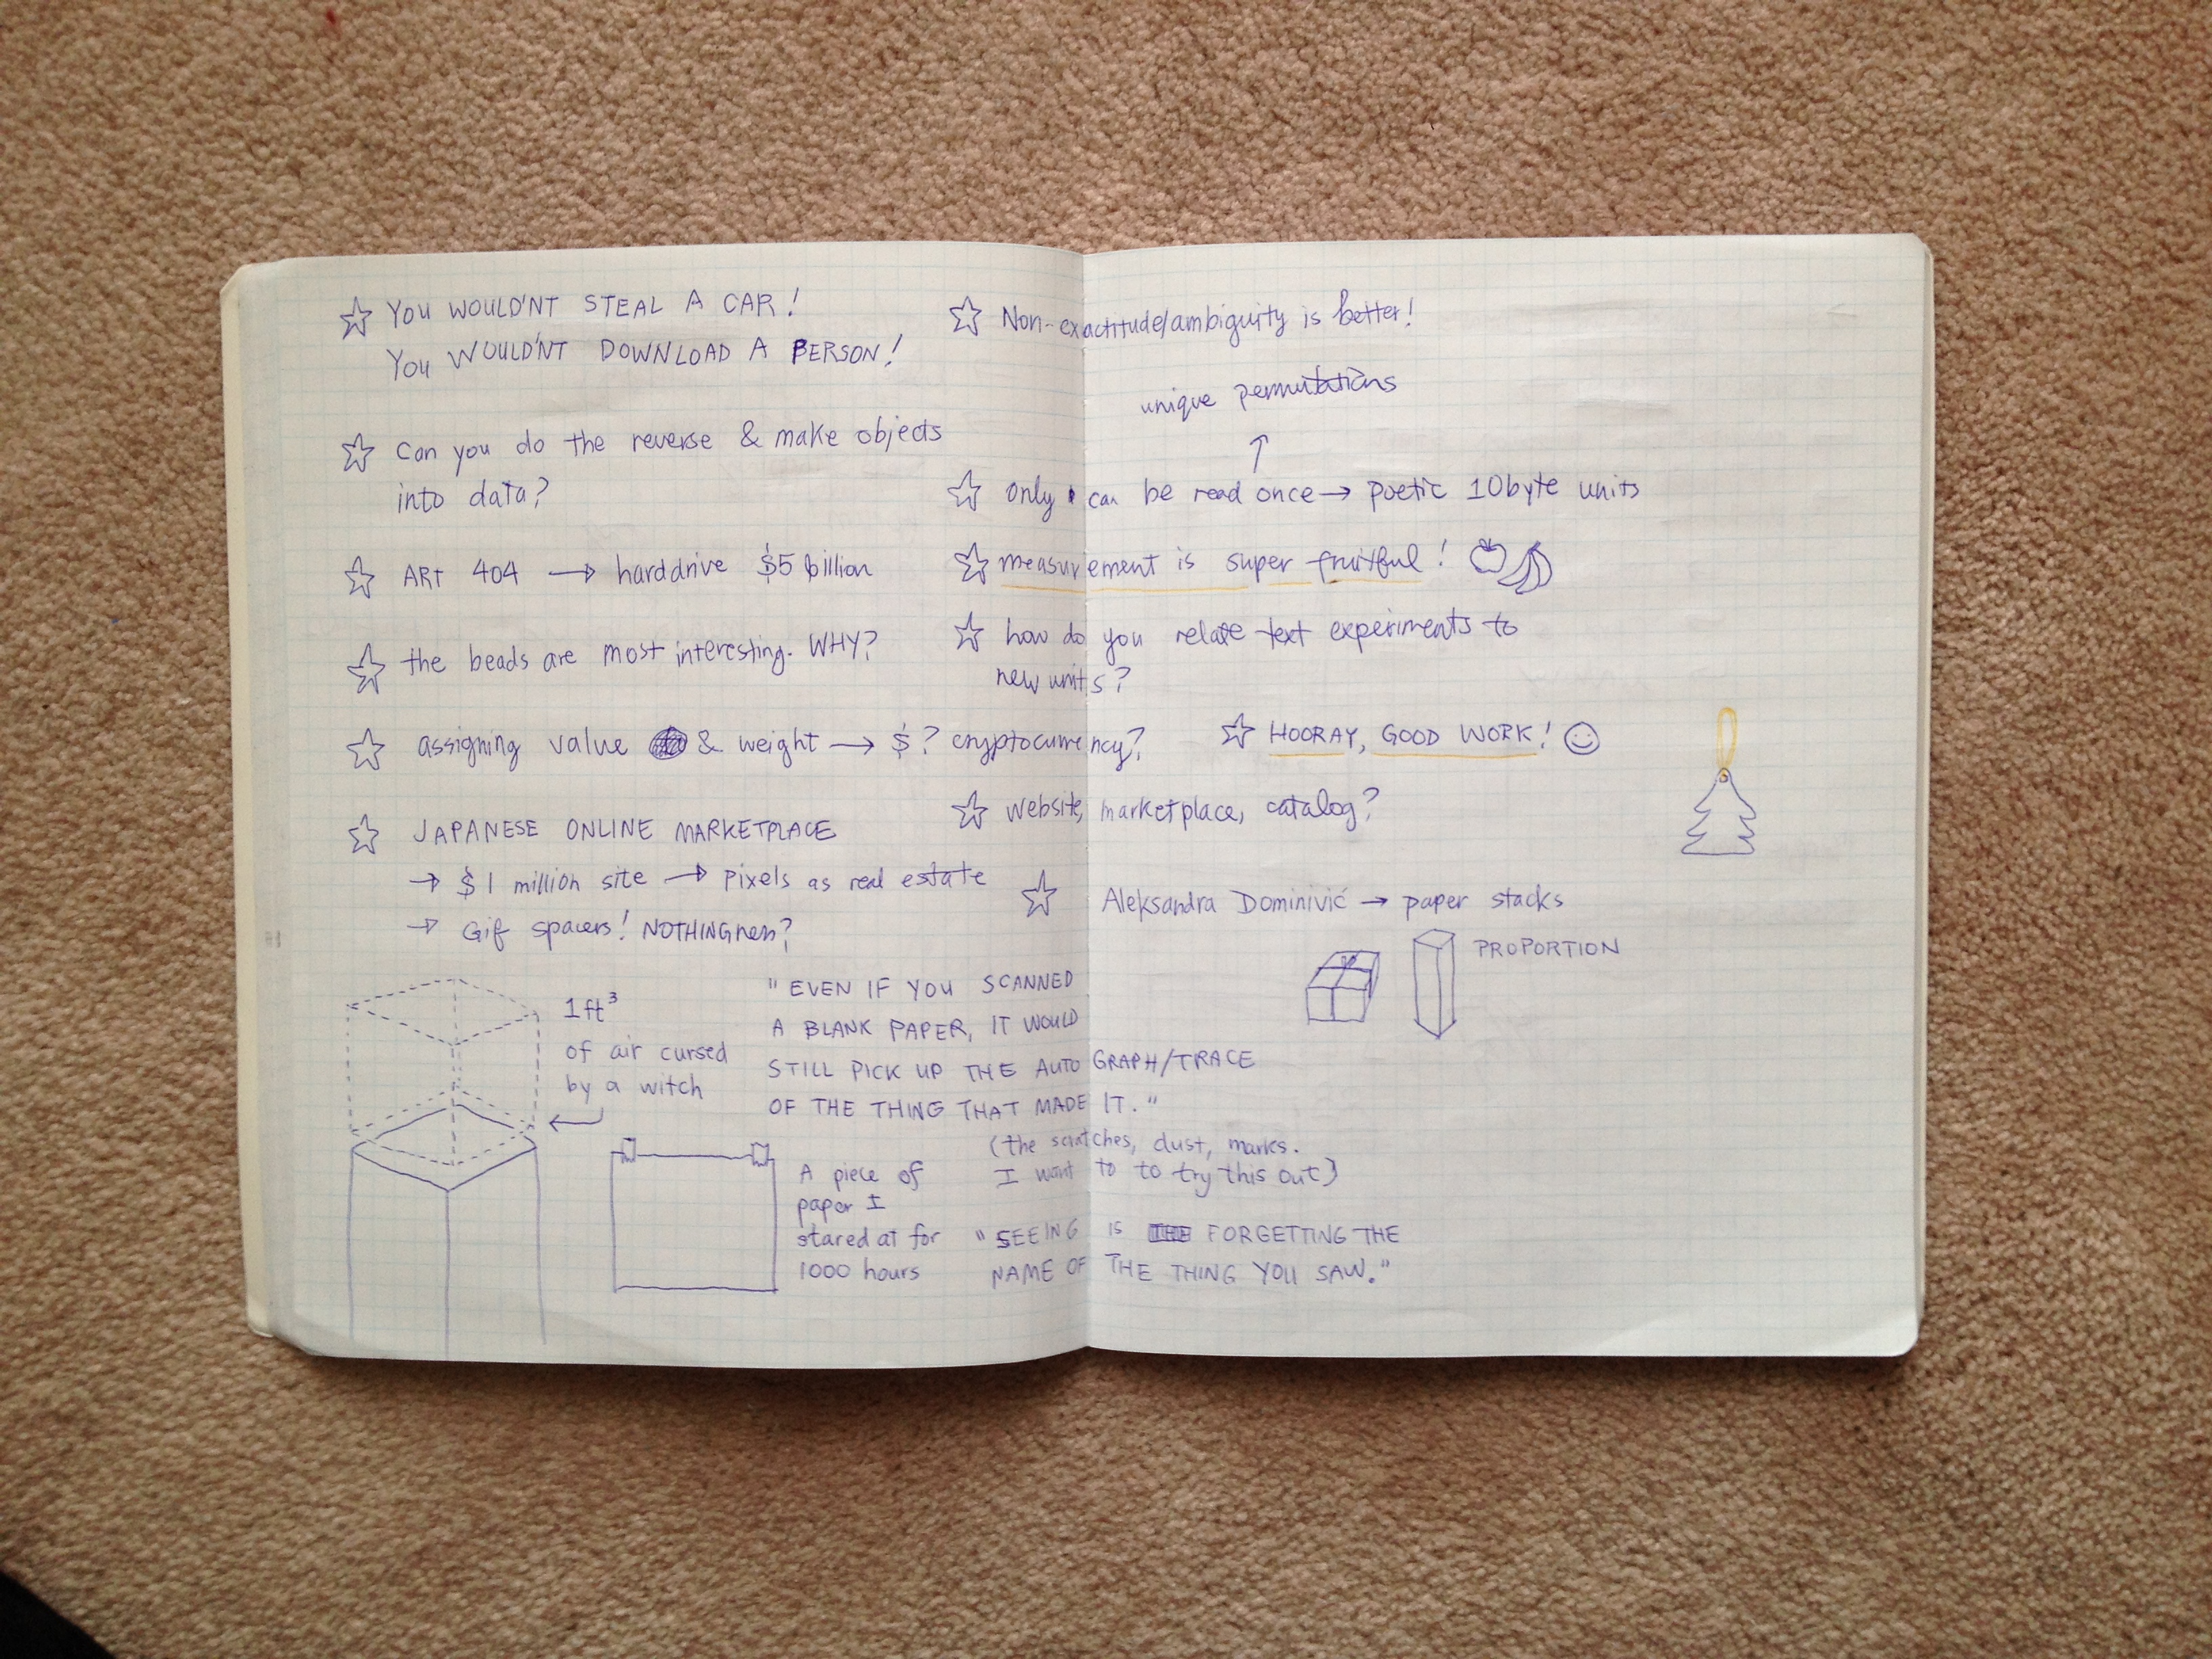 YOU WOULD'NT STEAL A CAR!
YOU WOULD'NT DOWNLOAD A PERSON!
Can you do the reverse & make objects
into data?
ART 404 → harddrive $5 billion
the beads are most interesting. WHY?
assigning value & weight → $? cryptocurrency?
JAPANESE ONLINE MARKETPLACE
→ $1 million site → pixels as real estate
→ Gif spacers! NOTHINGness?
1ft³
of air cursed
by a witch
A piece of
paper I
stared at for
1000 hours
"EVEN IF YOU SCANNED
A BLANK PAPER, IT WOULD
STILL PICK UP THE AUTOGRAPH/TRACE
OF THE THING THAT MADE IT."
(the scratches, dust, marks.
I want to to try this out)
"SEEING IS FORGETTING THE
NAME OF THE THING YOU SAW."
Non-exactitude/ambiguity is better!
unique permutations
↑
only can be read once → poetic 10byte units
measurement is super fruitful!
how do you relate text experiments to
new units?
HOORAY, GOOD WORK!
website, marketplace, catalog?
Aleksandra Dominivić → paper stacks
PROPORTION